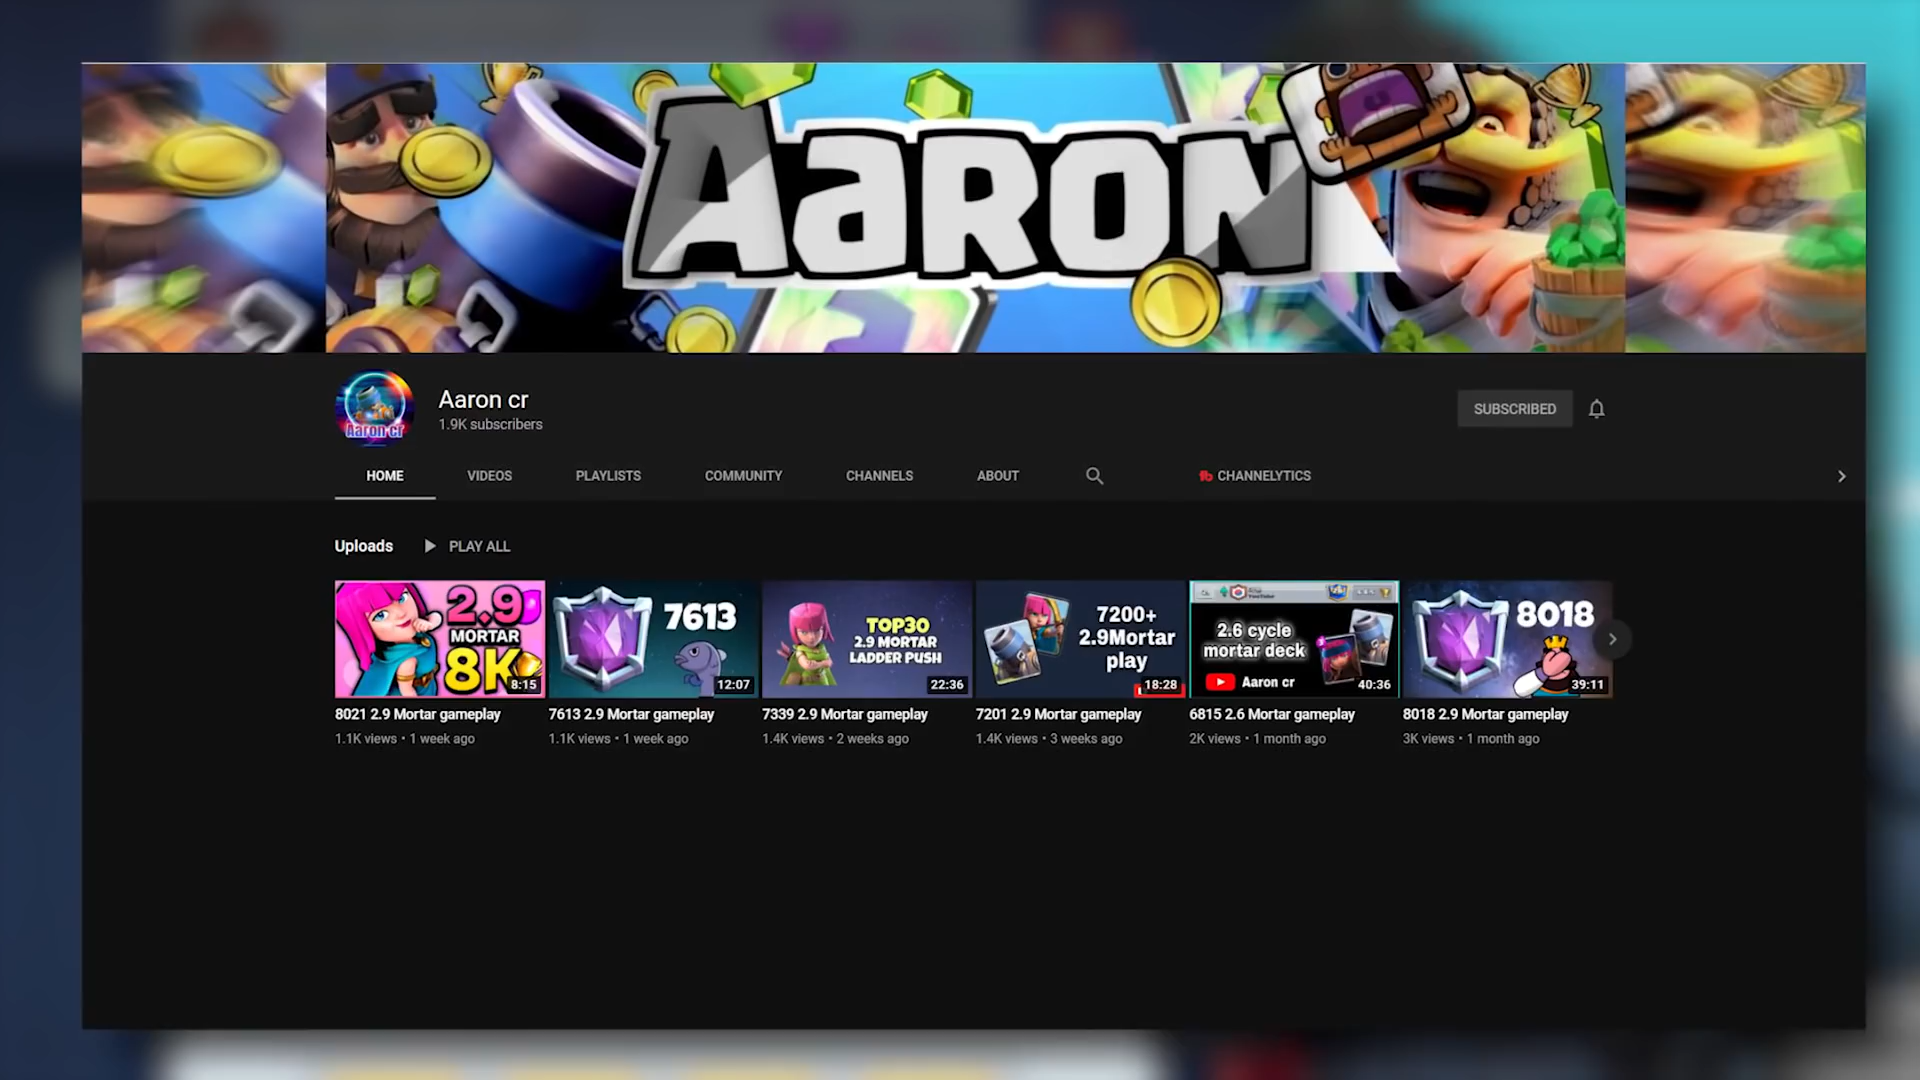 AaRON
Aaron cr
1.9K subscribers
Aaron cr
SUBSCRIBED
HOME
VIDEOS
PLAYLISTS
COMMUNITY
CHANNELS
ABOUT
CHANNELYTICS
Uploads
PLAY ALL
2.9
MORTAR
8K
8:15
7613
12:07
TOP30
2.9 MORTAR
LADDER PUSH
22:36
7200+
2.9Mortar
play
18:28
2.6 cycle
mortar deck
Aaron cr
40:36
8018
39:11
8021 2.9 Mortar gameplay
1.1K views • 1 week ago
7613 2.9 Mortar gameplay
1.1K views • 1 week ago
7339 2.9 Mortar gameplay
1.4K views • 2 weeks ago
7201 2.9 Mortar gameplay
1.4K views • 3 weeks ago
6815 2.6 Mortar gameplay
2K views • 1 month ago
8018 2.9 Mortar gameplay
3K views • 1 month ago